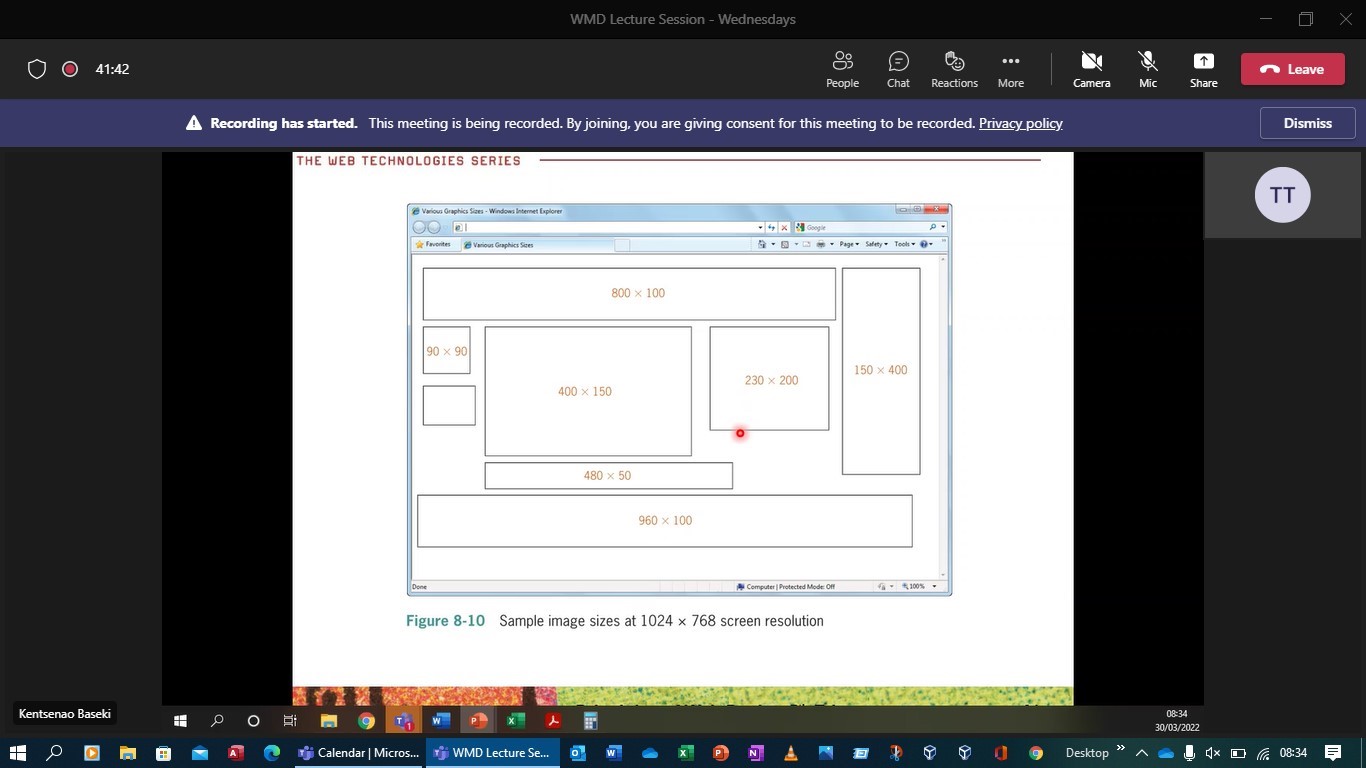 WMD Lecture Session - Wednesdays
41:42
People
Chat
Reactions
More
Camera
Mic
Share
Leave
Recording has started. This meeting is being recorded. By joining, you are giving consent for this meeting to be recorded. Privacy policy
Dismiss
THE WEB TECHNOLOGIES SERIES
TT
Various Graphics Sizes - Windows Internet Explorer
Google
Favorites
Various Graphics Sizes
Page
Safety
Tools
800 × 100
90 × 90
400 × 150
230 × 200
150 × 400
480 × 50
960 × 100
Done
Computer | Protected Mode: Off
100%
Figure 8-10 Sample image sizes at 1024 × 768 screen resolution
Kentsenao Baseki
08:34
30/03/2022
Calendar | Micros...
WMD Lecture Se...
Desktop
08:34